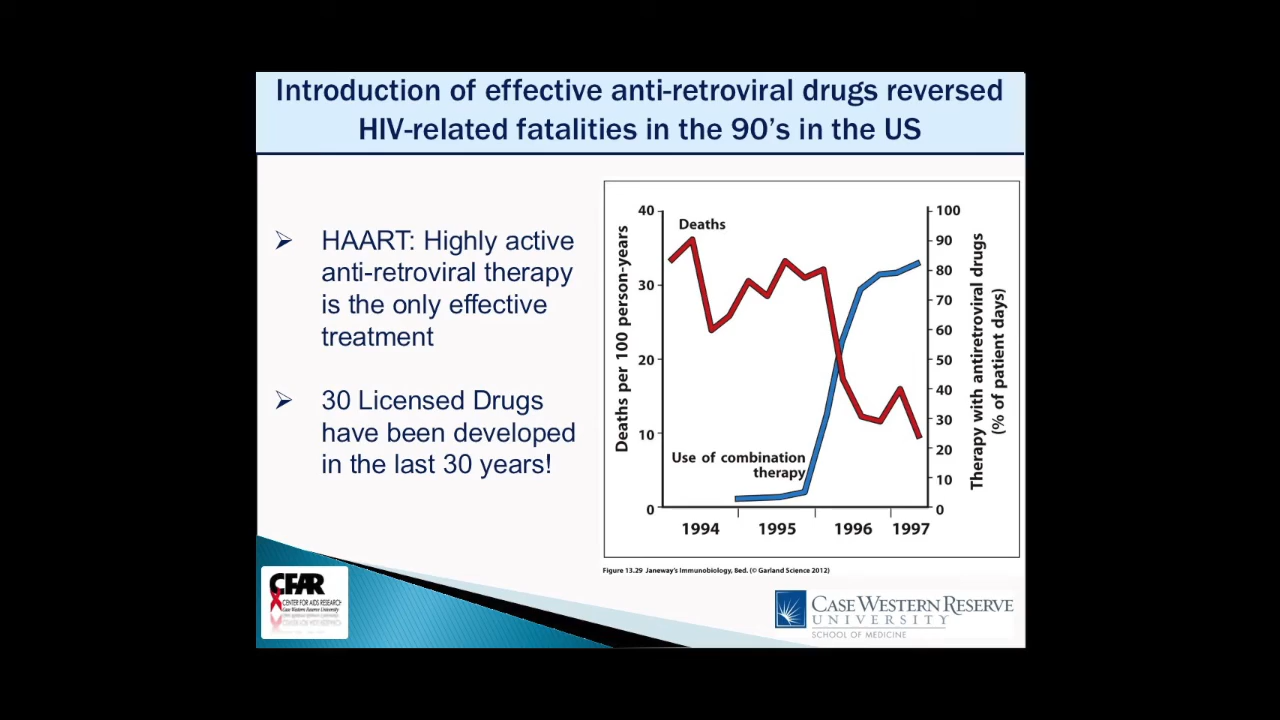 Introduction of effective anti-retroviral drugs reversed
HIV-related fatalities in the 90's in the US
➢ HAART: Highly active
anti-retroviral therapy
is the only effective
treatment
➢ 30 Licensed Drugs
have been developed
in the last 30 years!
Deaths per 100 person-years
40
30
20
10
0
Deaths
Use of combination
therapy
1994
1995
1996
1997
100
90
80
70
60
50
40
30
20
10
0
Therapy with antiretroviral drugs
(% of patient days)
Figure 13.29 Janeway's Immunobiology, 8ed. (© Garland Science 2012)
CFAR
CENTER FOR AIDS RESEARCH
Case Western Reserve University
CASE WESTERN RESERVE
UNIVERSITY
SCHOOL OF MEDICINE